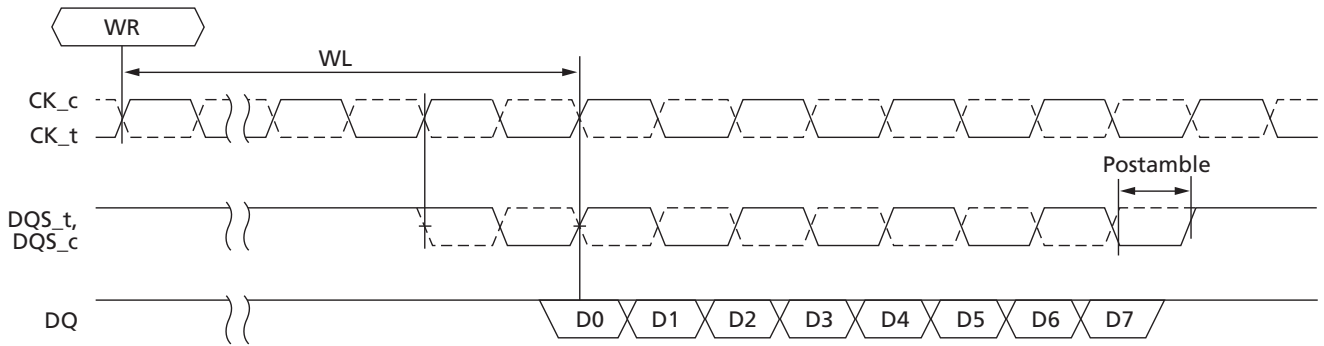 WR
WL
CK_c
CK_t
Postamble
DQS_t,
DQS_c
DQ
D0 D1 D2 D3 D4 D5 D6 D7